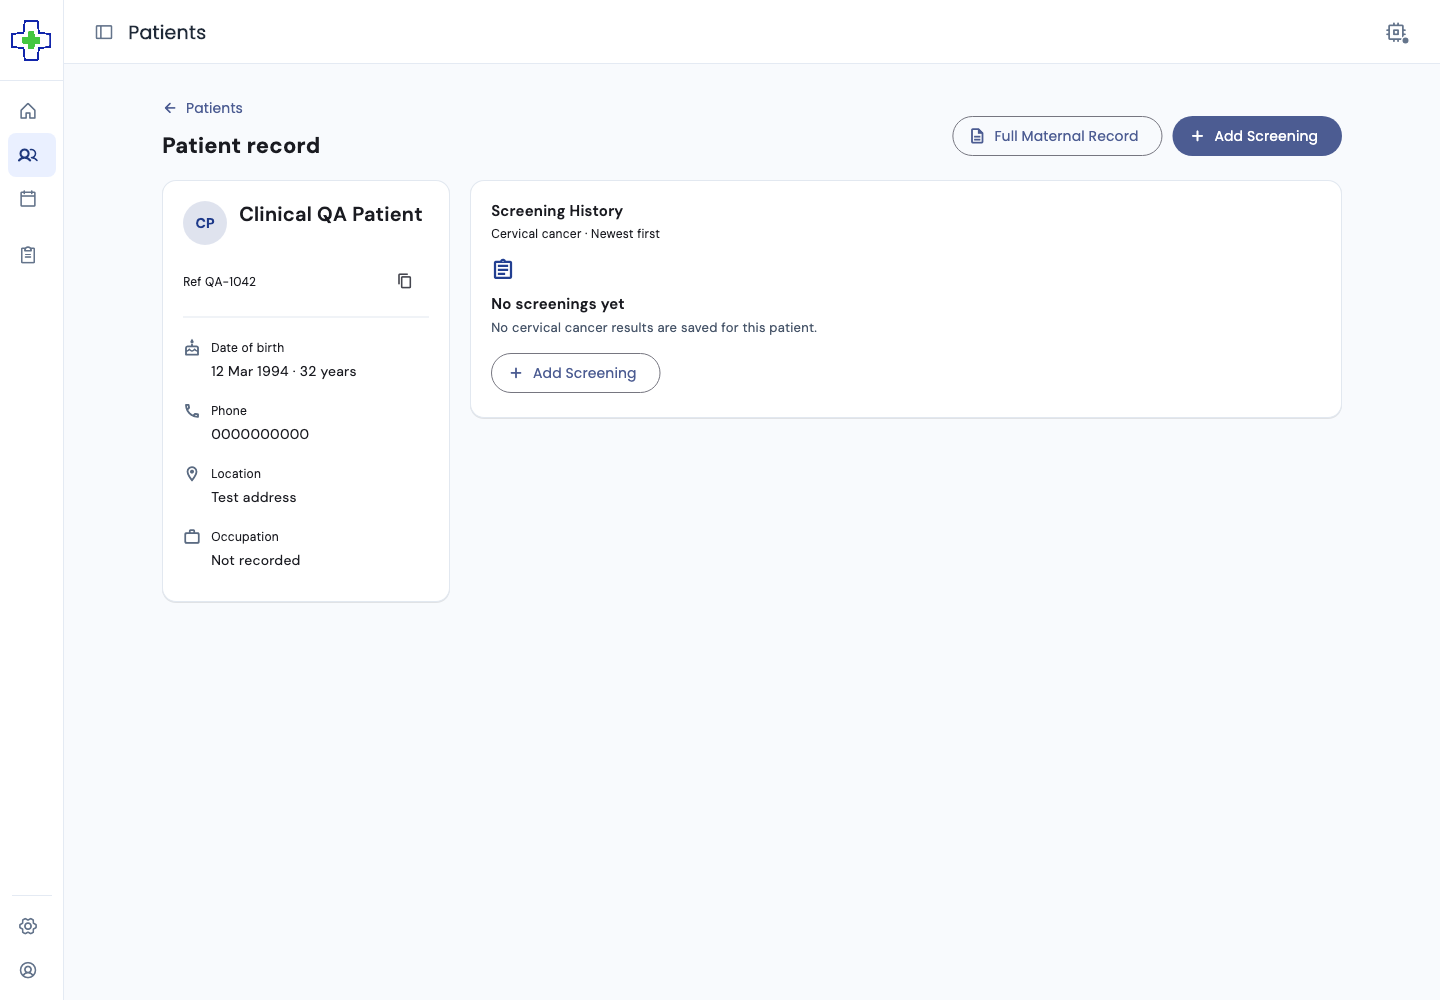 Patients
Patients
Patient record
Full Maternal Record
Add Screening
CP
Clinical QA Patient
Ref QA-1042
Date of birth
12 Mar 1994 · 32 years
Phone
0000000000
Location
Test address
Occupation
Not recorded
Screening History
Cervical cancer · Newest first
No screenings yet
No cervical cancer results are saved for this patient.
Add Screening